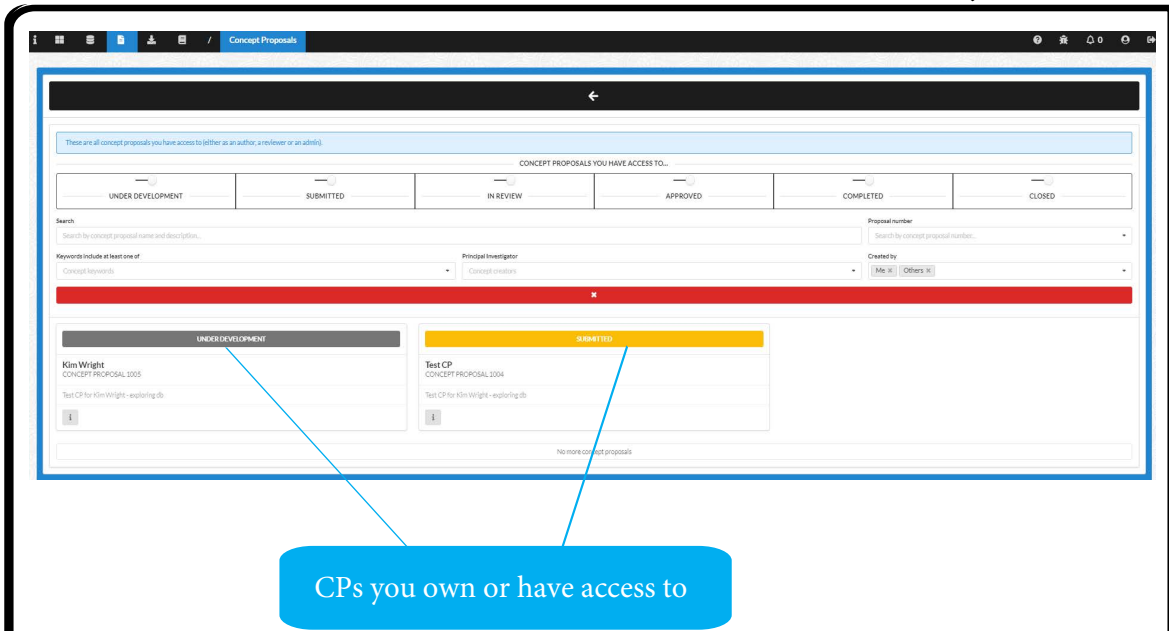 i / Concept Proposals 0
These are all concept proposals you have access to (either as an author, a reviewer or an admin).
CONCEPT PROPOSALS YOU HAVE ACCESS TO...
UNDER DEVELOPMENT SUBMITTED IN REVIEW APPROVED COMPLETED CLOSED
Search Proposal number
Search by concept proposal name and description... Search by concept proposal number...
Keywords include at least one of Principal Investigator Created by
Concept keywords Concept creators Me × Others ×
UNDER DEVELOPMENT SUBMITTED
Kim Wright Test CP
CONCEPT PROPOSAL 1005 CONCEPT PROPOSAL 1004
Test CP for Kim Wright - exploring db Test CP for Kim Wright - exploring db
i i
No more concept proposals
CPs you own or have access to